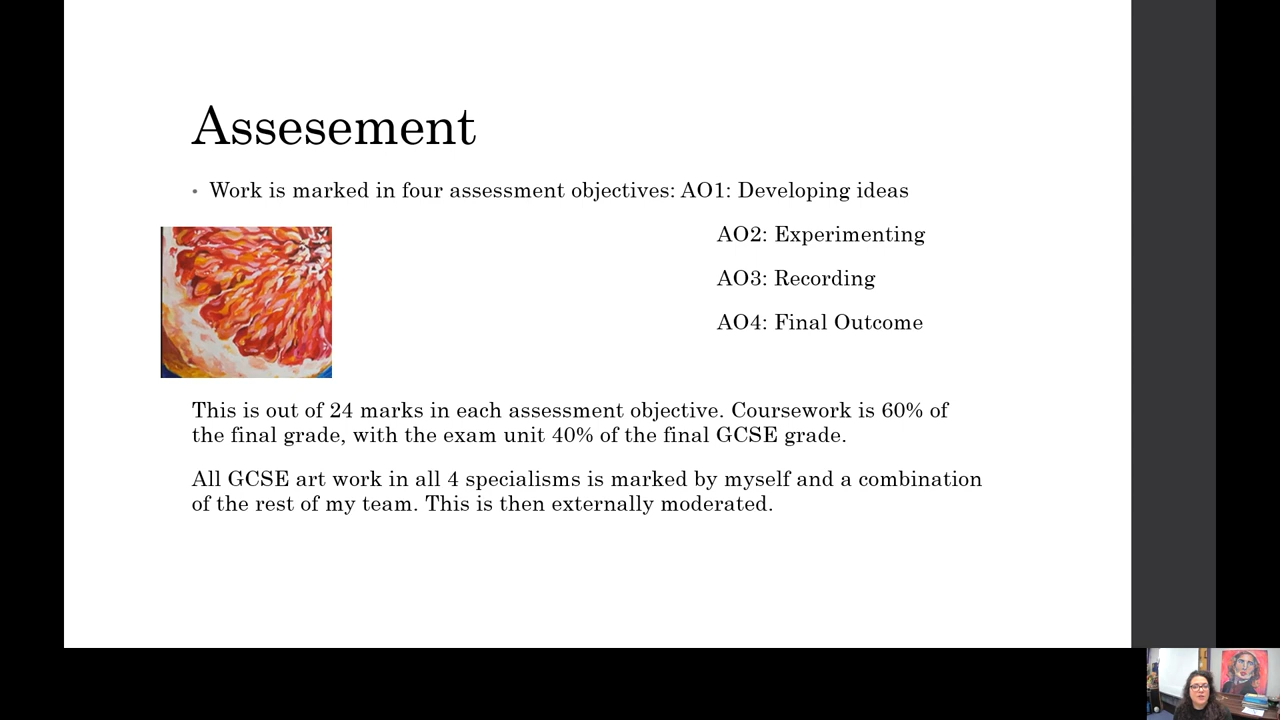 Assesement
• Work is marked in four assessment objectives: AO1: Developing ideas
AO2: Experimenting
AO3: Recording
AO4: Final Outcome
This is out of 24 marks in each assessment objective. Coursework is 60% of
the final grade, with the exam unit 40% of the final GCSE grade.
All GCSE art work in all 4 specialisms is marked by myself and a combination
of the rest of my team. This is then externally moderated.